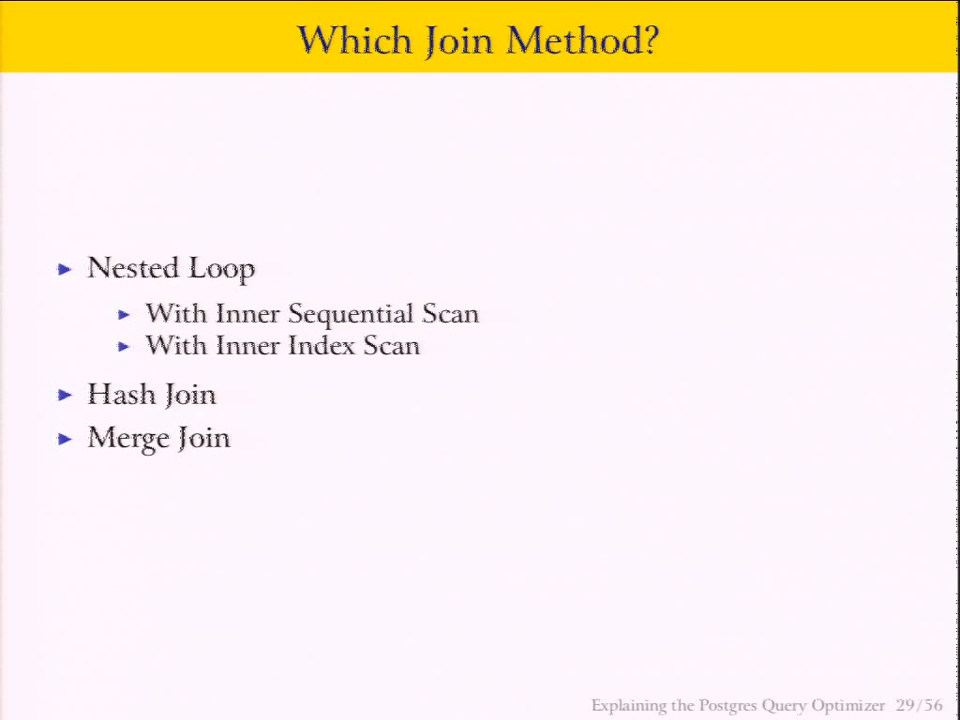 Which Join Method?
Nested Loop
With Inner Sequential Scan
With Inner Index Scan
Hash Join
Merge Join
Explaining the Postgres Query Optimizer 29/56